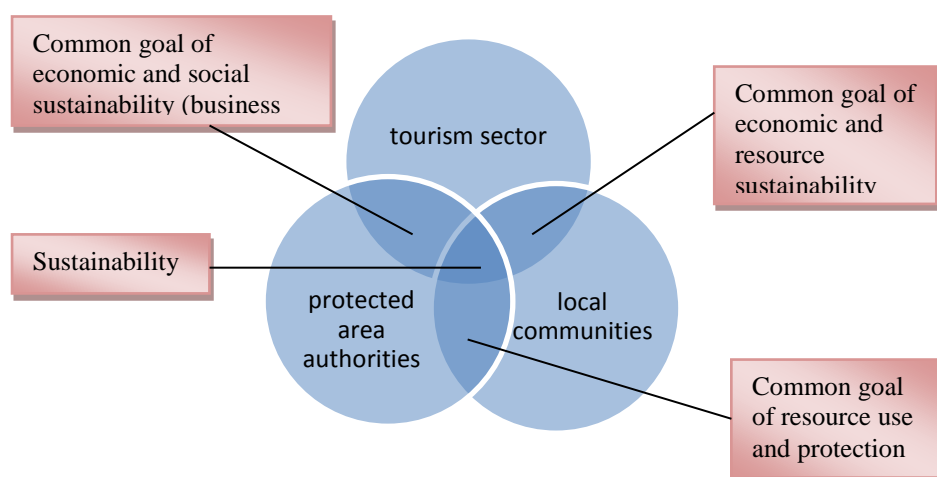 Common goal of
economic and social
sustainability (business
Common goal of
economic and
resource
sustainability
tourism sector
Sustainability
protected
area
authorities
local
communities
Common goal
of resource use
and protection